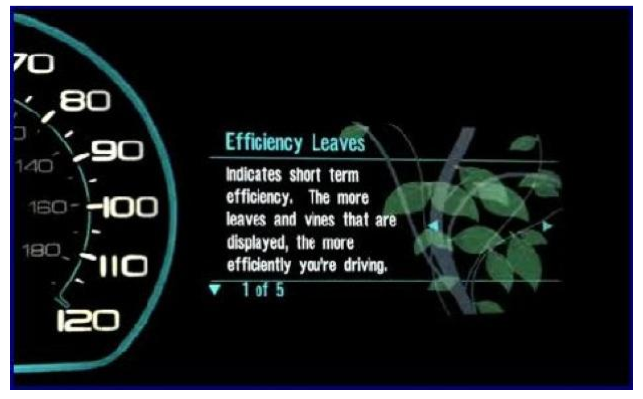 70
80
90
100
110
120
140
160
180
Efficiency Leaves
Indicates short term
efficiency. The more
leaves and vines that are
displayed, the more
efficiently you're driving.
1 of 5